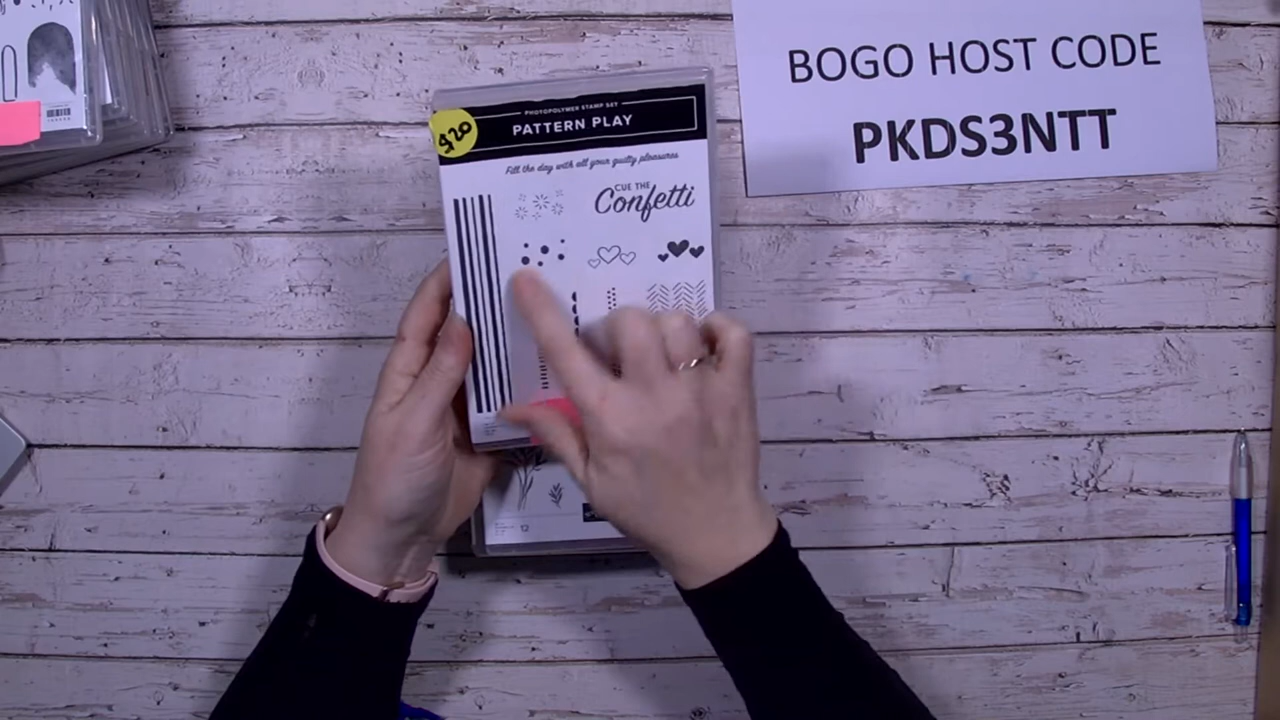 BOGO HOST CODE
PKDS3NTT
$20
PHOTOPOLYMER STAMP SET
PATTERN PLAY
Fill the day with all your guilty pleasures
CUE THE
Confetti